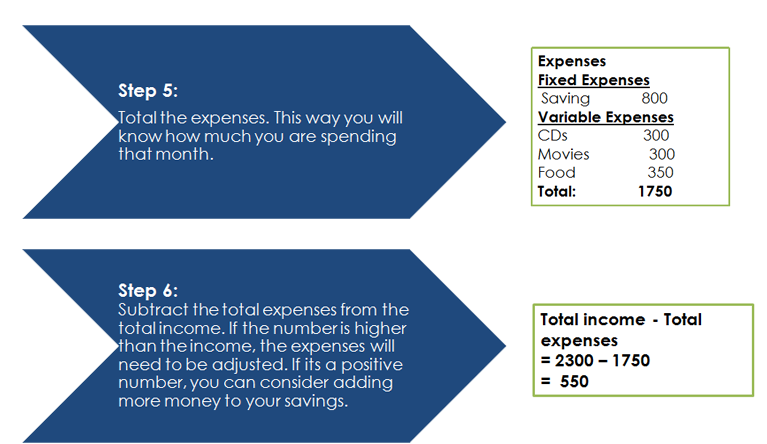 Step 5:
Total the expenses. This way you will
know how much you are spending
that month.
Expenses
Fixed Expenses
Saving 800
Variable Expenses
CDs 300
Movies 300
Food 350
Total: 1750
Step 6:
Subtract the total expenses from the
total income. If the number is higher
than the income, the expenses will
need to be adjusted. If its a positive
number, you can consider adding
more money to your savings.
Total income - Total
expenses
= 2300 – 1750
= 550